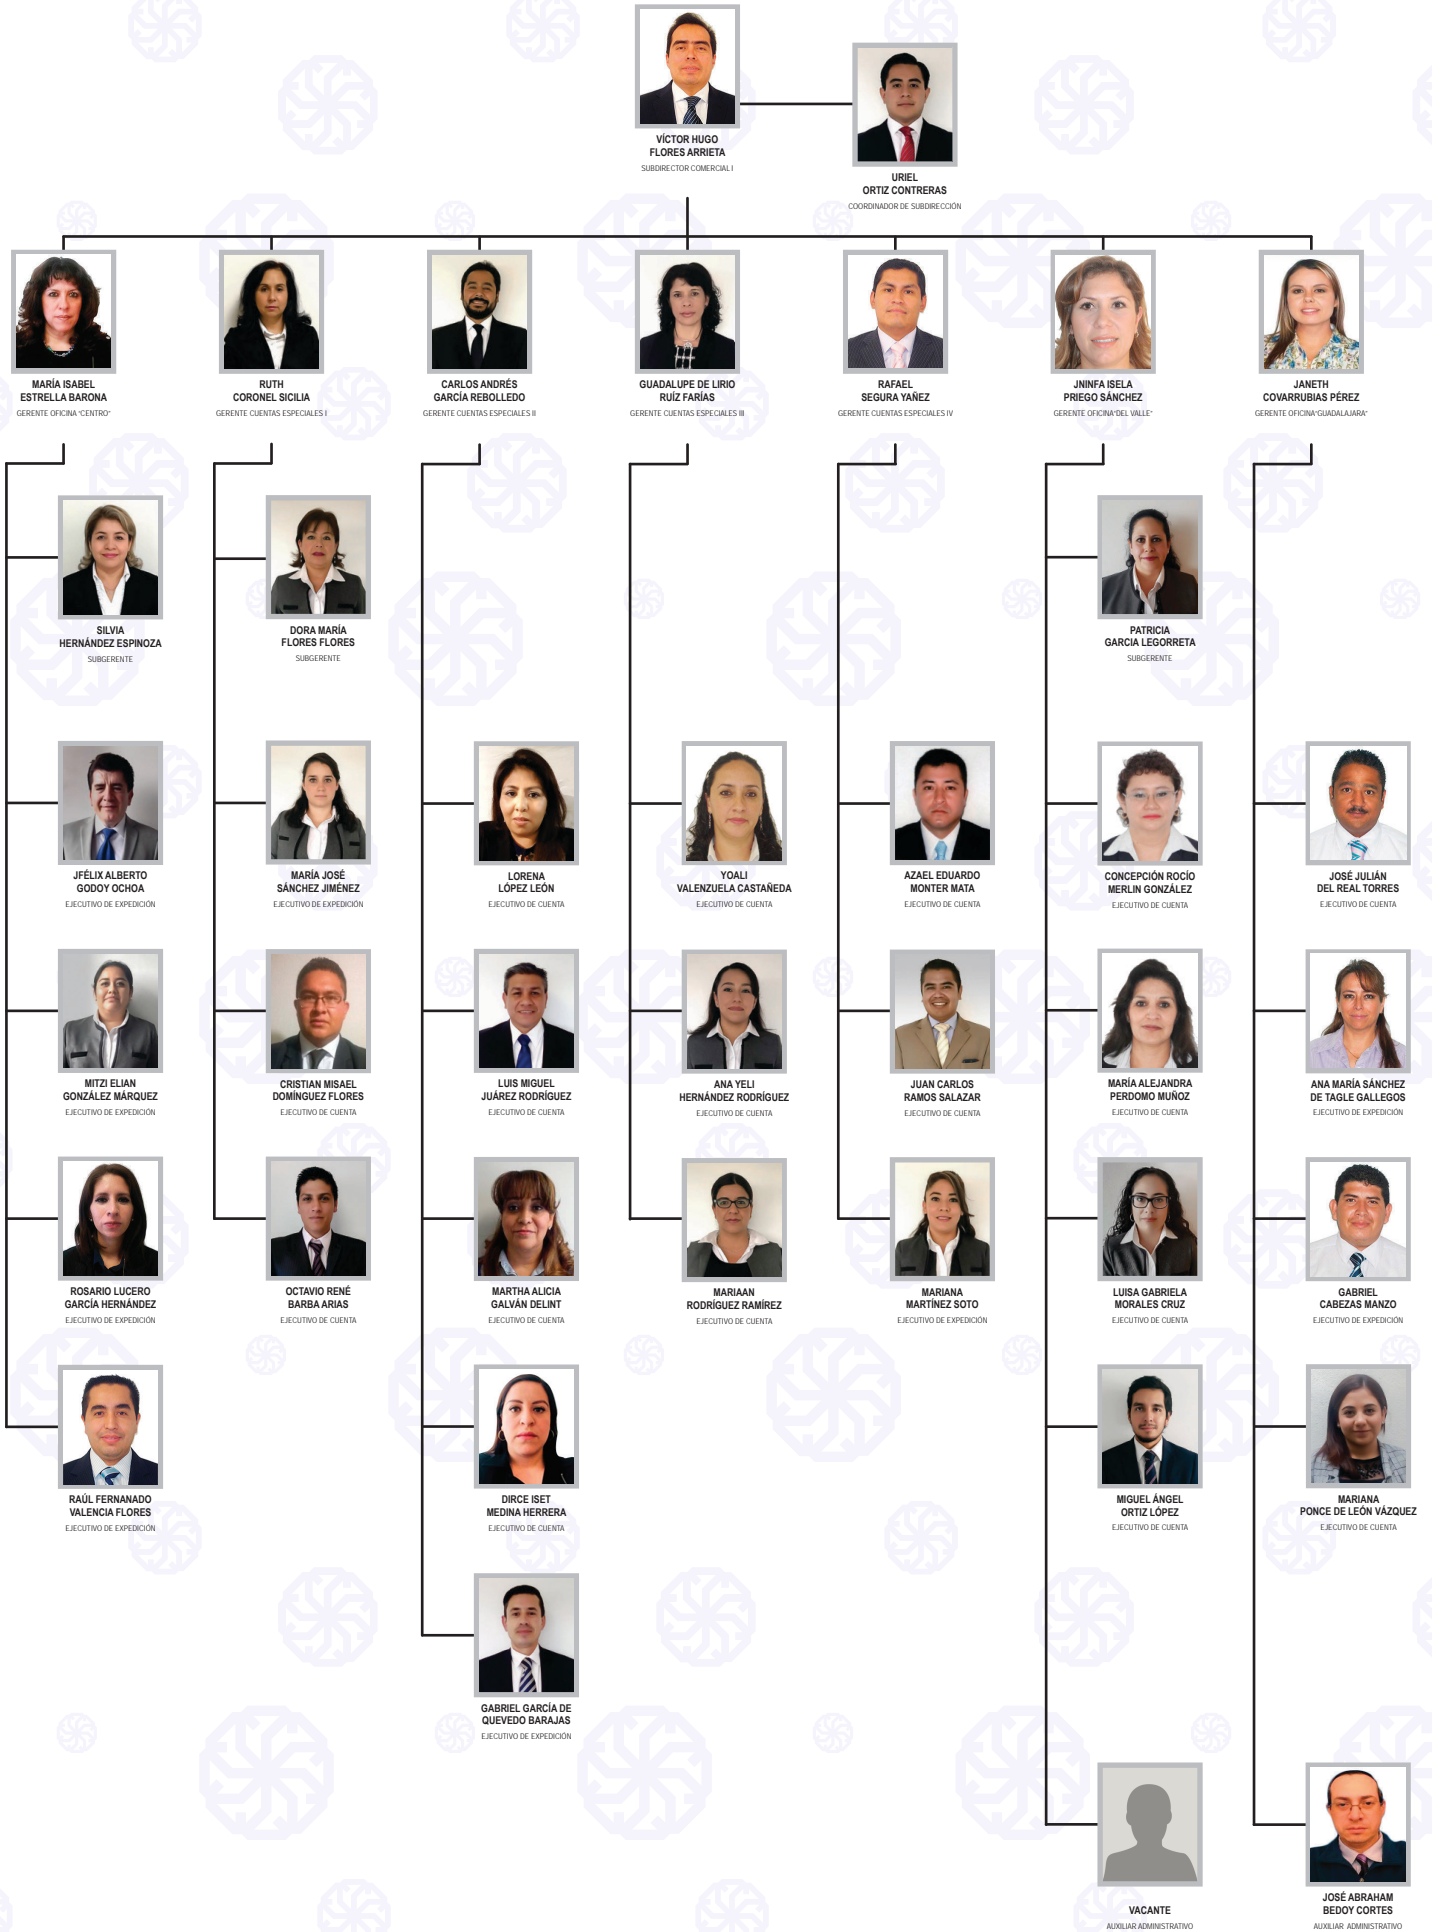 VÍCTOR HUGO
FLORES ARRIETA
SUBDIRECTOR COMERCIAL I
URIEL
ORTIZ CONTRERAS
COORDINADOR DE SUBDIRECCIÓN
MARÍA ISABEL
ESTRELLA BARONA
GERENTE OFICINA "CENTRO"
RUTH
CORONEL SICILIA
GERENTE CUENTAS ESPECIALES I
CARLOS ANDRÉS
GARCÍA REBOLLEDO
GERENTE CUENTAS ESPECIALES II
GUADALUPE DE LIRIO
RUÍZ FARÍAS
GERENTE CUENTAS ESPECIALES III
RAFAEL
SEGURA YAÑEZ
GERENTE CUENTAS ESPECIALES IV
JNINFA ISELA
PRIEGO SÁNCHEZ
GERENTE OFICINA"DEL VALLE"
JANETH
COVARRUBIAS PÉREZ
GERENTE OFICINA"GUADALAJARA"
SILVIA
HERNÁNDEZ ESPINOZA
SUBGERENTE
DORA MARÍA
FLORES FLORES
SUBGERENTE
PATRICIA
GARCIA LEGORRETA
SUBGERENTE
JFÉLIX ALBERTO
GODOY OCHOA
EJECUTIVO DE EXPEDICIÓN
MARÍA JOSÉ
SÁNCHEZ JIMÉNEZ
EJECUTIVO DE EXPEDICIÓN
LORENA
LÓPEZ LEÓN
EJECUTIVO DE CUENTA
YOALI
VALENZUELA CASTAÑEDA
EJECUTIVO DE CUENTA
AZAEL EDUARDO
MONTER MATA
EJECUTIVO DE CUENTA
CONCEPCIÓN ROCÍO
MERLIN GONZÁLEZ
EJECUTIVO DE CUENTA
JOSÉ JULIÁN
DEL REAL TORRES
EJECUTIVO DE CUENTA
MITZI ELIAN
GONZÁLEZ MÁRQUEZ
EJECUTIVO DE EXPEDICIÓN
CRISTIAN MISAEL
DOMÍNGUEZ FLORES
EJECUTIVO DE CUENTA
LUIS MIGUEL
JUÁREZ RODRÍGUEZ
EJECUTIVO DE CUENTA
ANA YELI
HERNÁNDEZ RODRÍGUEZ
EJECUTIVO DE CUENTA
JUAN CARLOS
RAMOS SALAZAR
EJECUTIVO DE CUENTA
MARÍA ALEJANDRA
PERDOMO MUÑOZ
EJECUTIVO DE CUENTA
ANA MARÍA SÁNCHEZ
DE TAGLE GALLEGOS
EJECUTIVO DE EXPEDICIÓN
ROSARIO LUCERO
GARCÍA HERNÁNDEZ
EJECUTIVO DE EXPEDICIÓN
OCTAVIO RENÉ
BARBA ARIAS
EJECUTIVO DE CUENTA
MARTHA ALICIA
GALVÁN DELINT
EJECUTIVO DE CUENTA
MARIAAN
RODRÍGUEZ RAMÍREZ
EJECUTIVO DE CUENTA
MARIANA
MARTÍNEZ SOTO
EJECUTIVO DE EXPEDICIÓN
LUISA GABRIELA
MORALES CRUZ
EJECUTIVO DE CUENTA
GABRIEL
CABEZAS MANZO
EJECUTIVO DE EXPEDICIÓN
RAÚL FERNANADO
VALENCIA FLORES
EJECUTIVO DE EXPEDICIÓN
DIRCE ISET
MEDINA HERRERA
EJECUTIVO DE CUENTA
MIGUEL ÁNGEL
ORTIZ LÓPEZ
EJECUTIVO DE CUENTA
MARIANA
PONCE DE LEÓN VÁZQUEZ
EJECUTIVO DE CUENTA
GABRIEL GARCÍA DE
QUEVEDO BARAJAS
EJECUTIVO DE EXPEDICIÓN
VACANTE
AUXILIAR ADMINISTRATIVO
JOSÉ ABRAHAM
BEDOY CORTES
AUXILIAR ADMINISTRATIVO